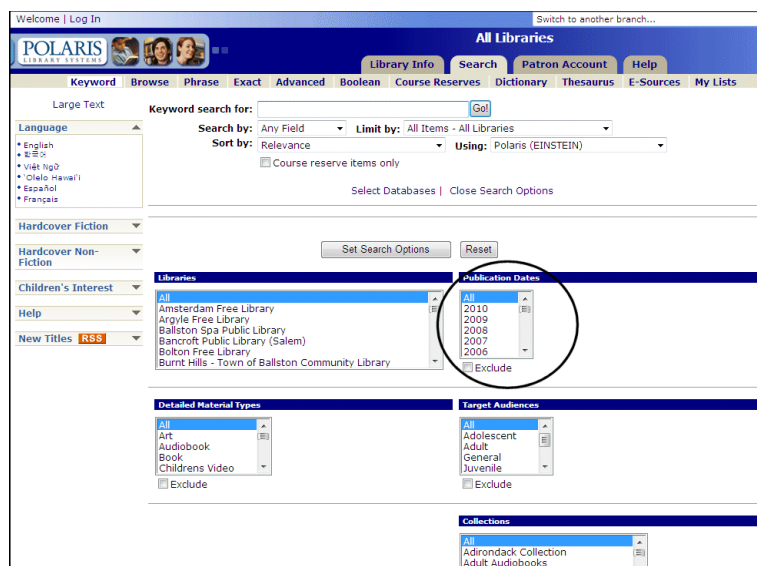 Welcome | Log In
Switch to another branch...
POLARIS
LIBRARY SYSTEMS
All Libraries
Library Info Search Patron Account Help
Keyword Browse Phrase Exact Advanced Boolean Course Reserves Dictionary Thesaurus E-Sources My Lists
Large Text
Language
• English
• 한국어
• Việt Ngữ
• 'Olelo Hawai'i
• Español
• Français
Hardcover Fiction
Hardcover Non-
Fiction
Children's Interest
Help
New Titles RSS
Keyword search for: Go!
Search by: Any Field Limit by: All Items - All Libraries
Sort by: Relevance Using: Polaris (EINSTEIN)
Course reserve items only
Select Databases | Close Search Options
Set Search Options Reset
Libraries
All
Amsterdam Free Library
Argyle Free Library
Ballston Spa Public Library
Bancroft Public Library (Salem)
Bolton Free Library
Burnt Hills - Town of Ballston Community Library
Publication Dates
All
2010
2009
2008
2007
2006
Exclude
Detailed Material Types
All
Art
Audiobook
Book
Childrens Video
Exclude
Target Audiences
All
Adolescent
Adult
General
Juvenile
Exclude
Collections
All
Adirondack Collection
Adult Audiobooks